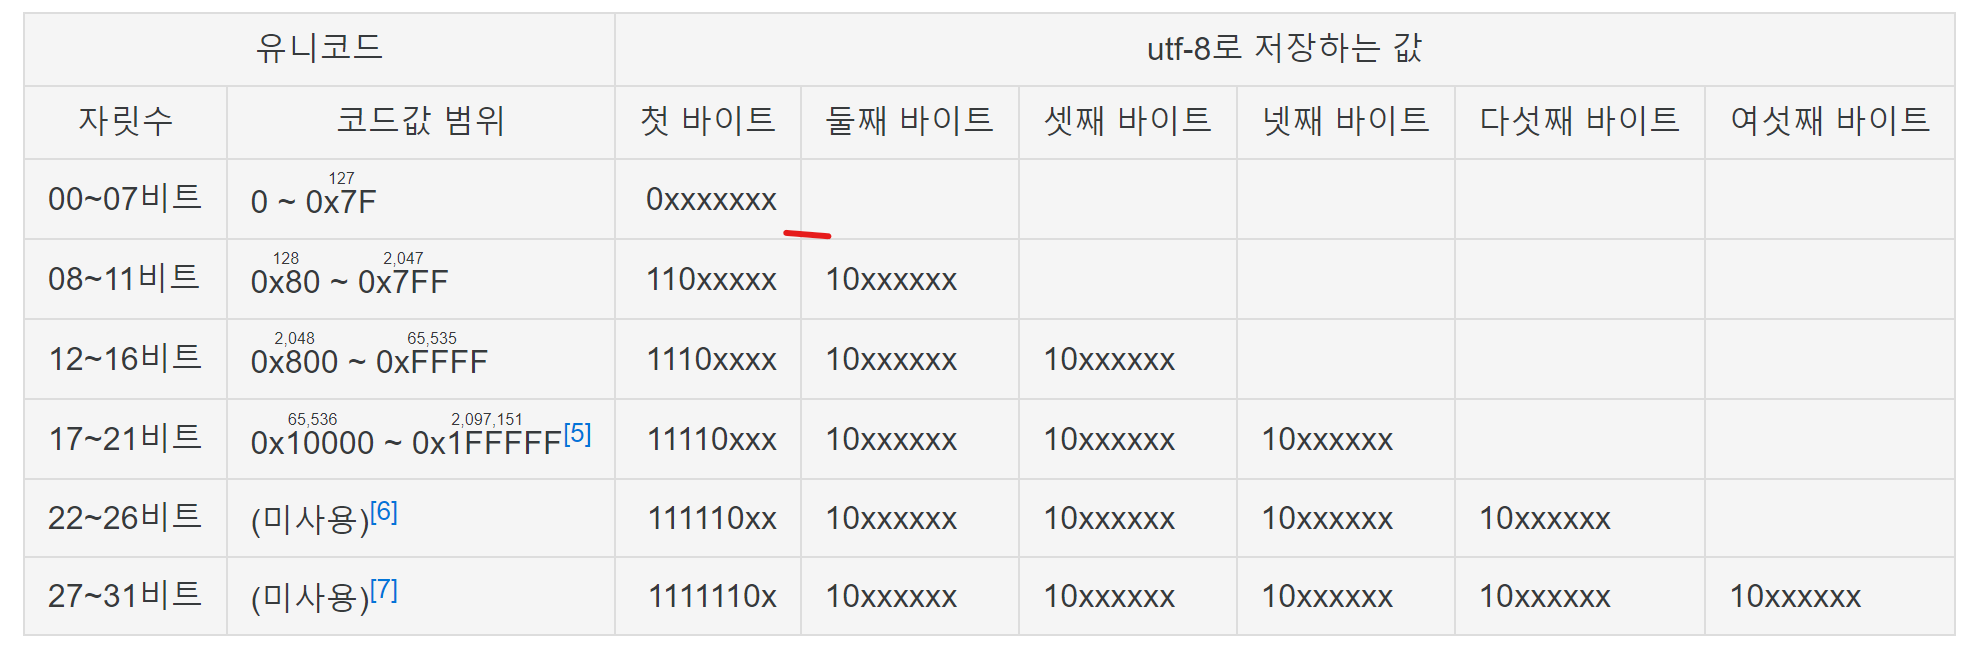 유니코드 utf-8로 저장하는 값
자릿수 코드값 범위 첫 바이트 둘째 바이트 셋째 바이트 넷째 바이트 다섯째 바이트 여섯째 바이트
127
00~07비트 0 ~ 0x7F 0xxxxxxx
128 2,047
08~11비트 0x80 ~ 0x7FF 110xxxxx 10xxxxxx
2,048 65,535
12~16비트 0x800 ~ 0xFFFF 1110xxxx 10xxxxxx 10xxxxxx
65,536 2,097,151
17~21비트 0x10000 ~ 0x1FFFFF[5] 11110xxx 10xxxxxx 10xxxxxx 10xxxxxx
22~26비트 (미사용)[6] 111110xx 10xxxxxx 10xxxxxx 10xxxxxx 10xxxxxx
27~31비트 (미사용)[7] 1111110x 10xxxxxx 10xxxxxx 10xxxxxx 10xxxxxx 10xxxxxx